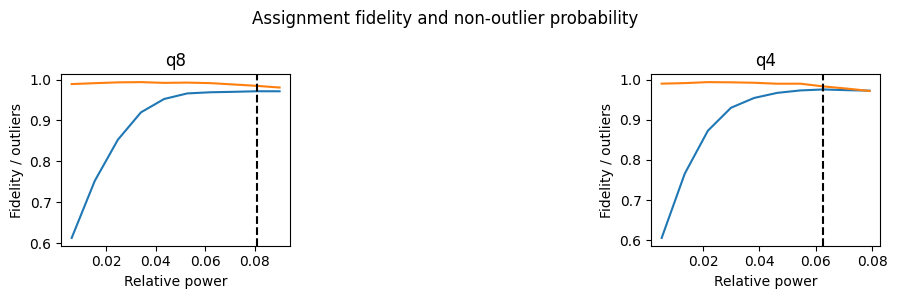 Assignment fidelity and non-outlier probability
q8
Fidelity / outliers
1.0
0.9
0.8
0.7
0.6
0.02 0.04 0.06 0.08
Relative power
q4
Fidelity / outliers
1.0
0.9
0.8
0.7
0.6
0.02 0.04 0.06 0.08
Relative power